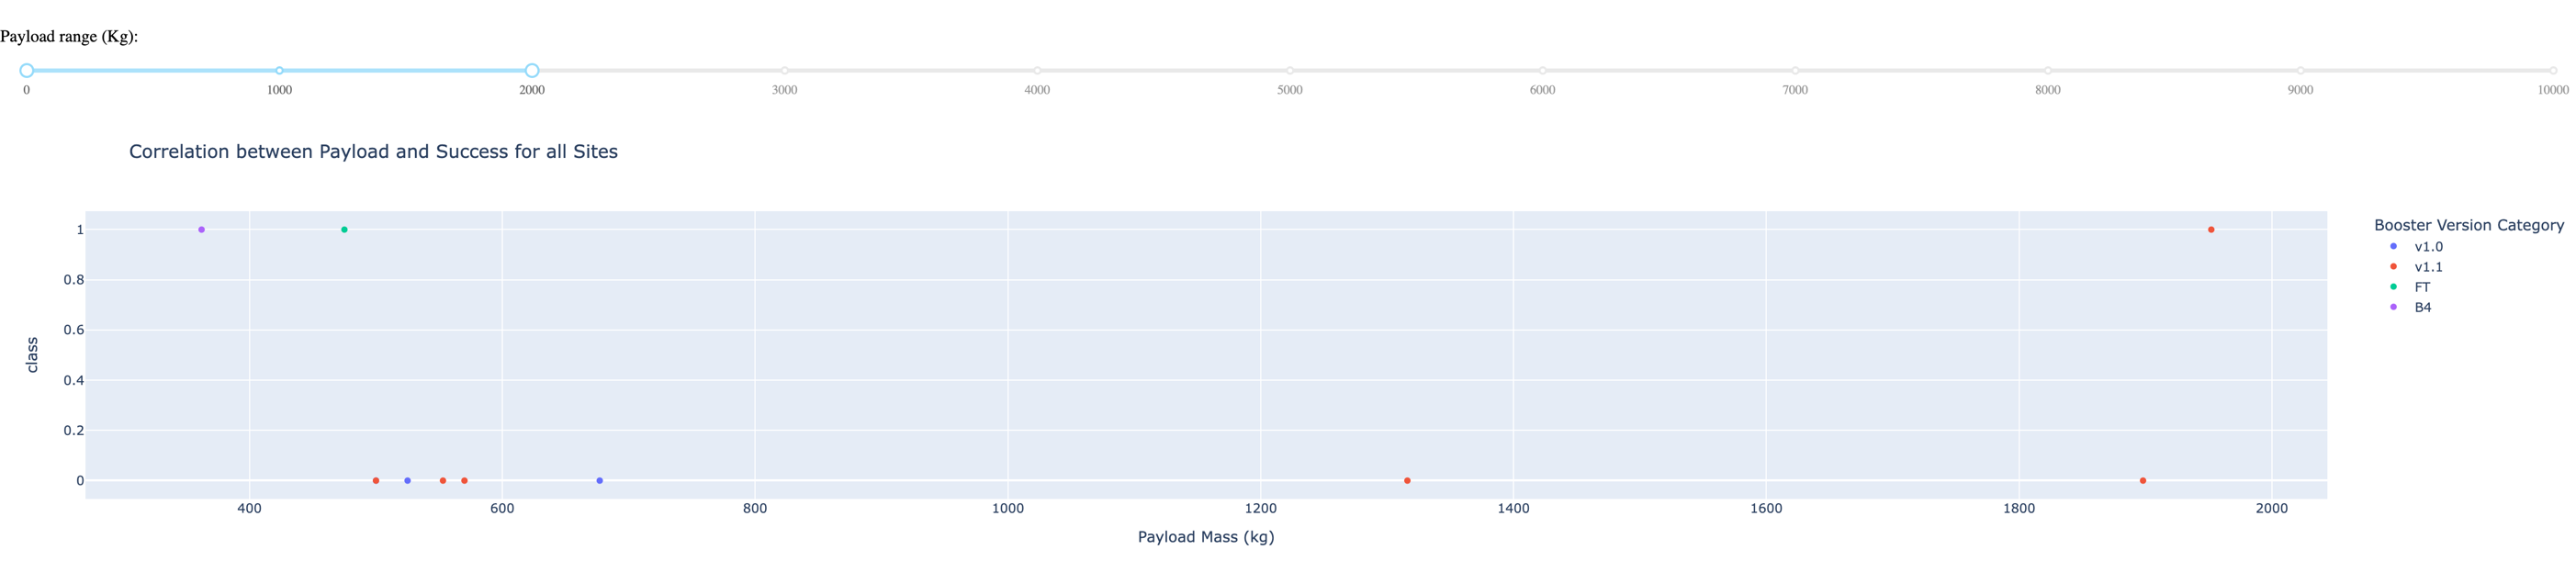 Payload range (Kg):
0 1000 2000 3000 4000 5000 6000 7000 8000 9000 10000
Correlation between Payload and Success for all Sites
Booster Version Category
v1.0
v1.1
FT
B4
1
0.8
0.6
0.4
0.2
0
class
400 600 800 1000 1200 1400 1600 1800 2000
Payload Mass (kg)